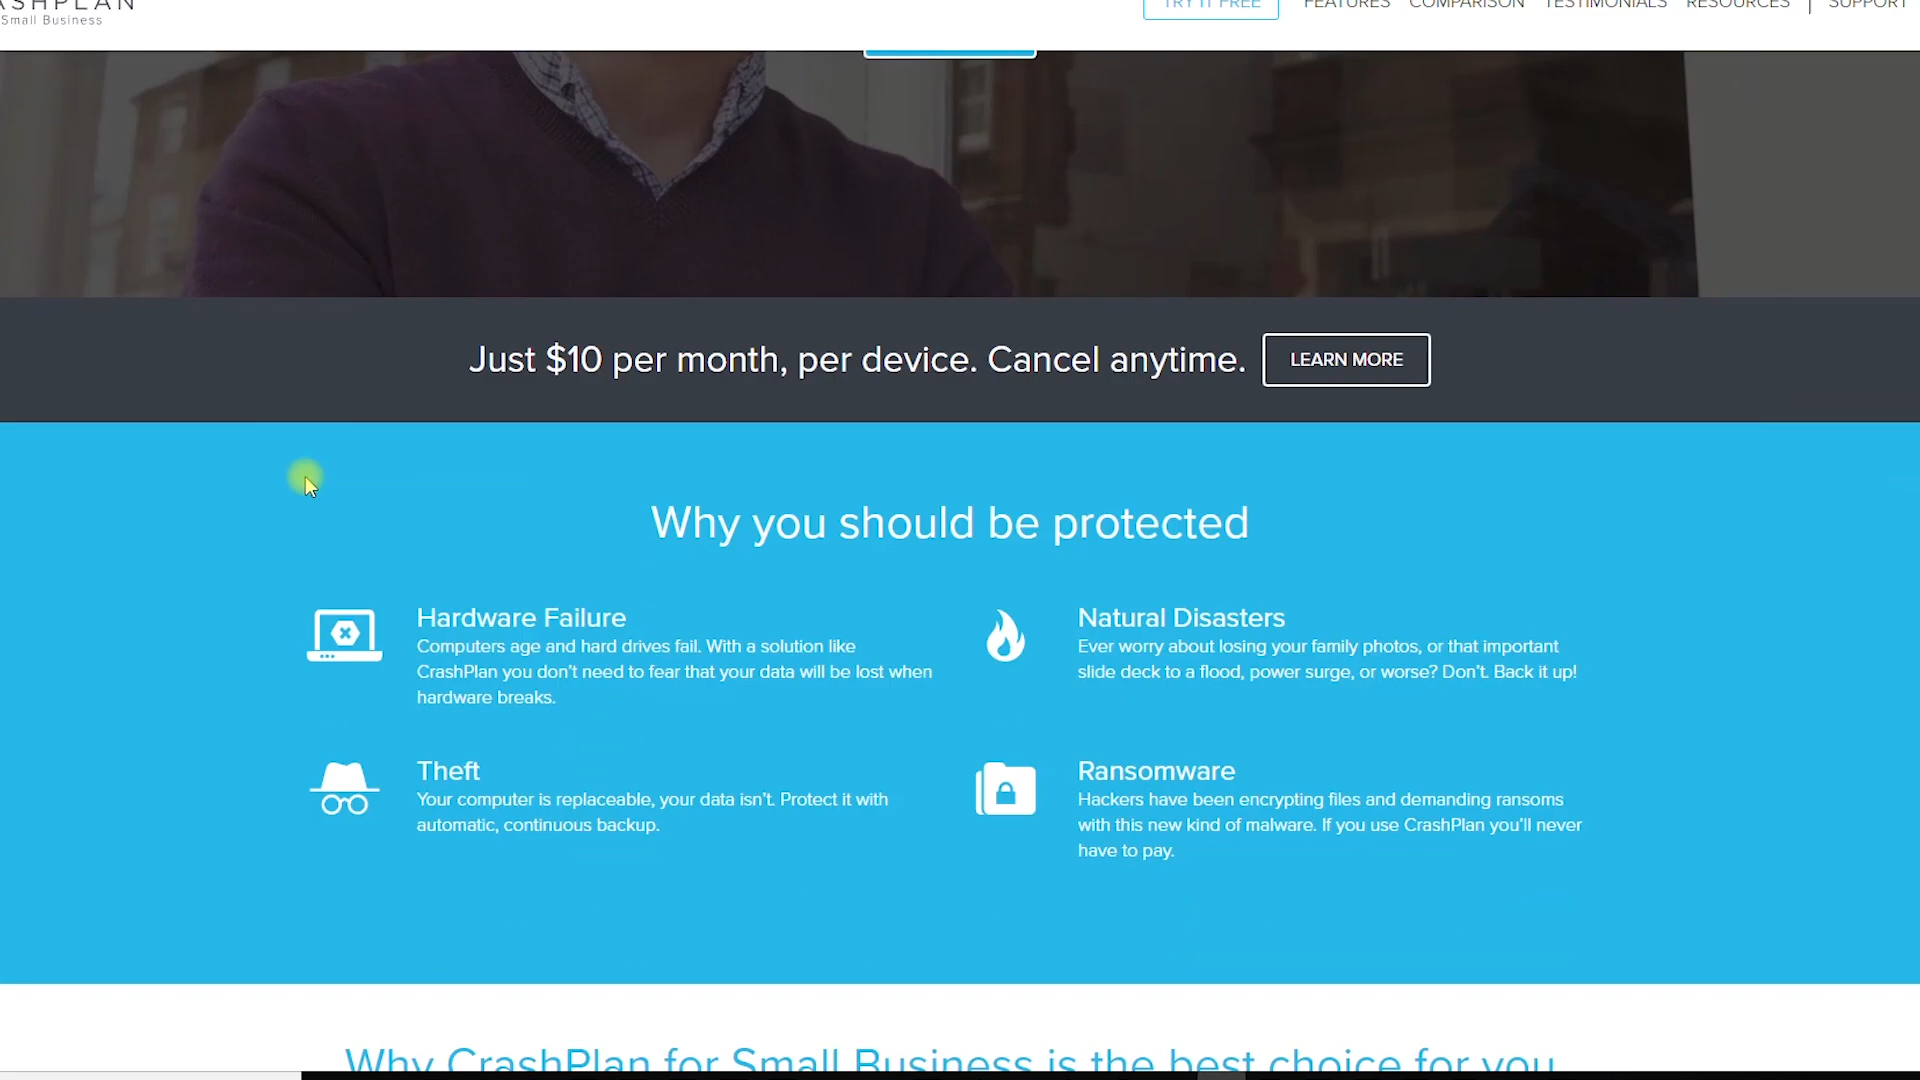 ASHPLAN
Small Business
TRY IT FREE
FEATURES
COMPARISON
TESTIMONIALS
RESOURCES
SUPPORT
Just $10 per month, per device. Cancel anytime.
LEARN MORE
Why you should be protected
Hardware Failure
Computers age and hard drives fail. With a solution like
CrashPlan you don't need to fear that your data will be lost when
hardware breaks.
Natural Disasters
Ever worry about losing your family photos, or that important
slide deck to a flood, power surge, or worse? Don't. Back it up!
Theft
Your computer is replaceable, your data isn't. Protect it with
automatic, continuous backup.
Ransomware
Hackers have been encrypting files and demanding ransoms
with this new kind of malware. If you use CrashPlan you'll never
have to pay.
Why CrashPlan for Small Business is the best choice for you